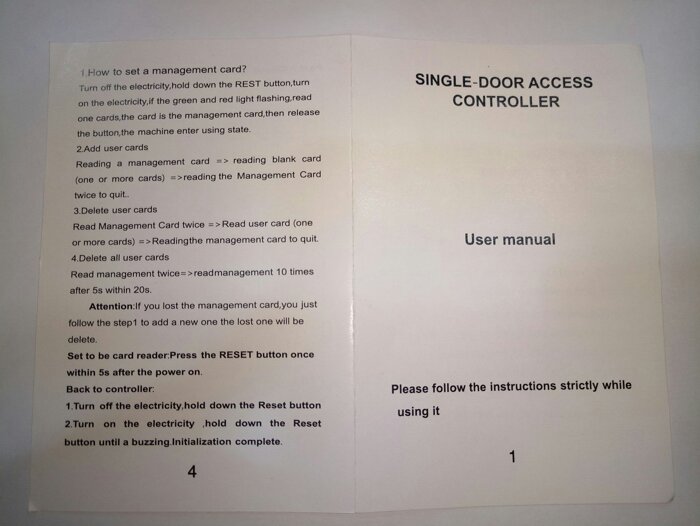 1.How to set a management card?
Turn off the electricity,hold down the REST button,turn
on the electricity,if the green and red light flashing,read
one cards,the card is the management card,then release
the button,the machine enter using state.
2.Add user cards
Reading a management card => reading blank card
(one or more cards) =>reading the Management Card
twice to quit..
3.Delete user cards
Read Management Card twice =>Read user card (one
or more cards) =>Readingthe management card to quit.
4.Delete all user cards
Read management twice=>readmanagement 10 times
after 5s within 20s.
Attention:If you lost the management card,you just
follow the step1 to add a new one the lost one will be
delete.
Set to be card reader:Press the RESET button once
within 5s after the power on.
Back to controller:
1.Turn off the electricity,hold down the Reset button
2.Turn on the electricity ,hold down the Reset
button until a buzzing.Initialization complete.
4
SINGLE-DOOR ACCESS
CONTROLLER
User manual
Please follow the instructions strictly while
using it
1